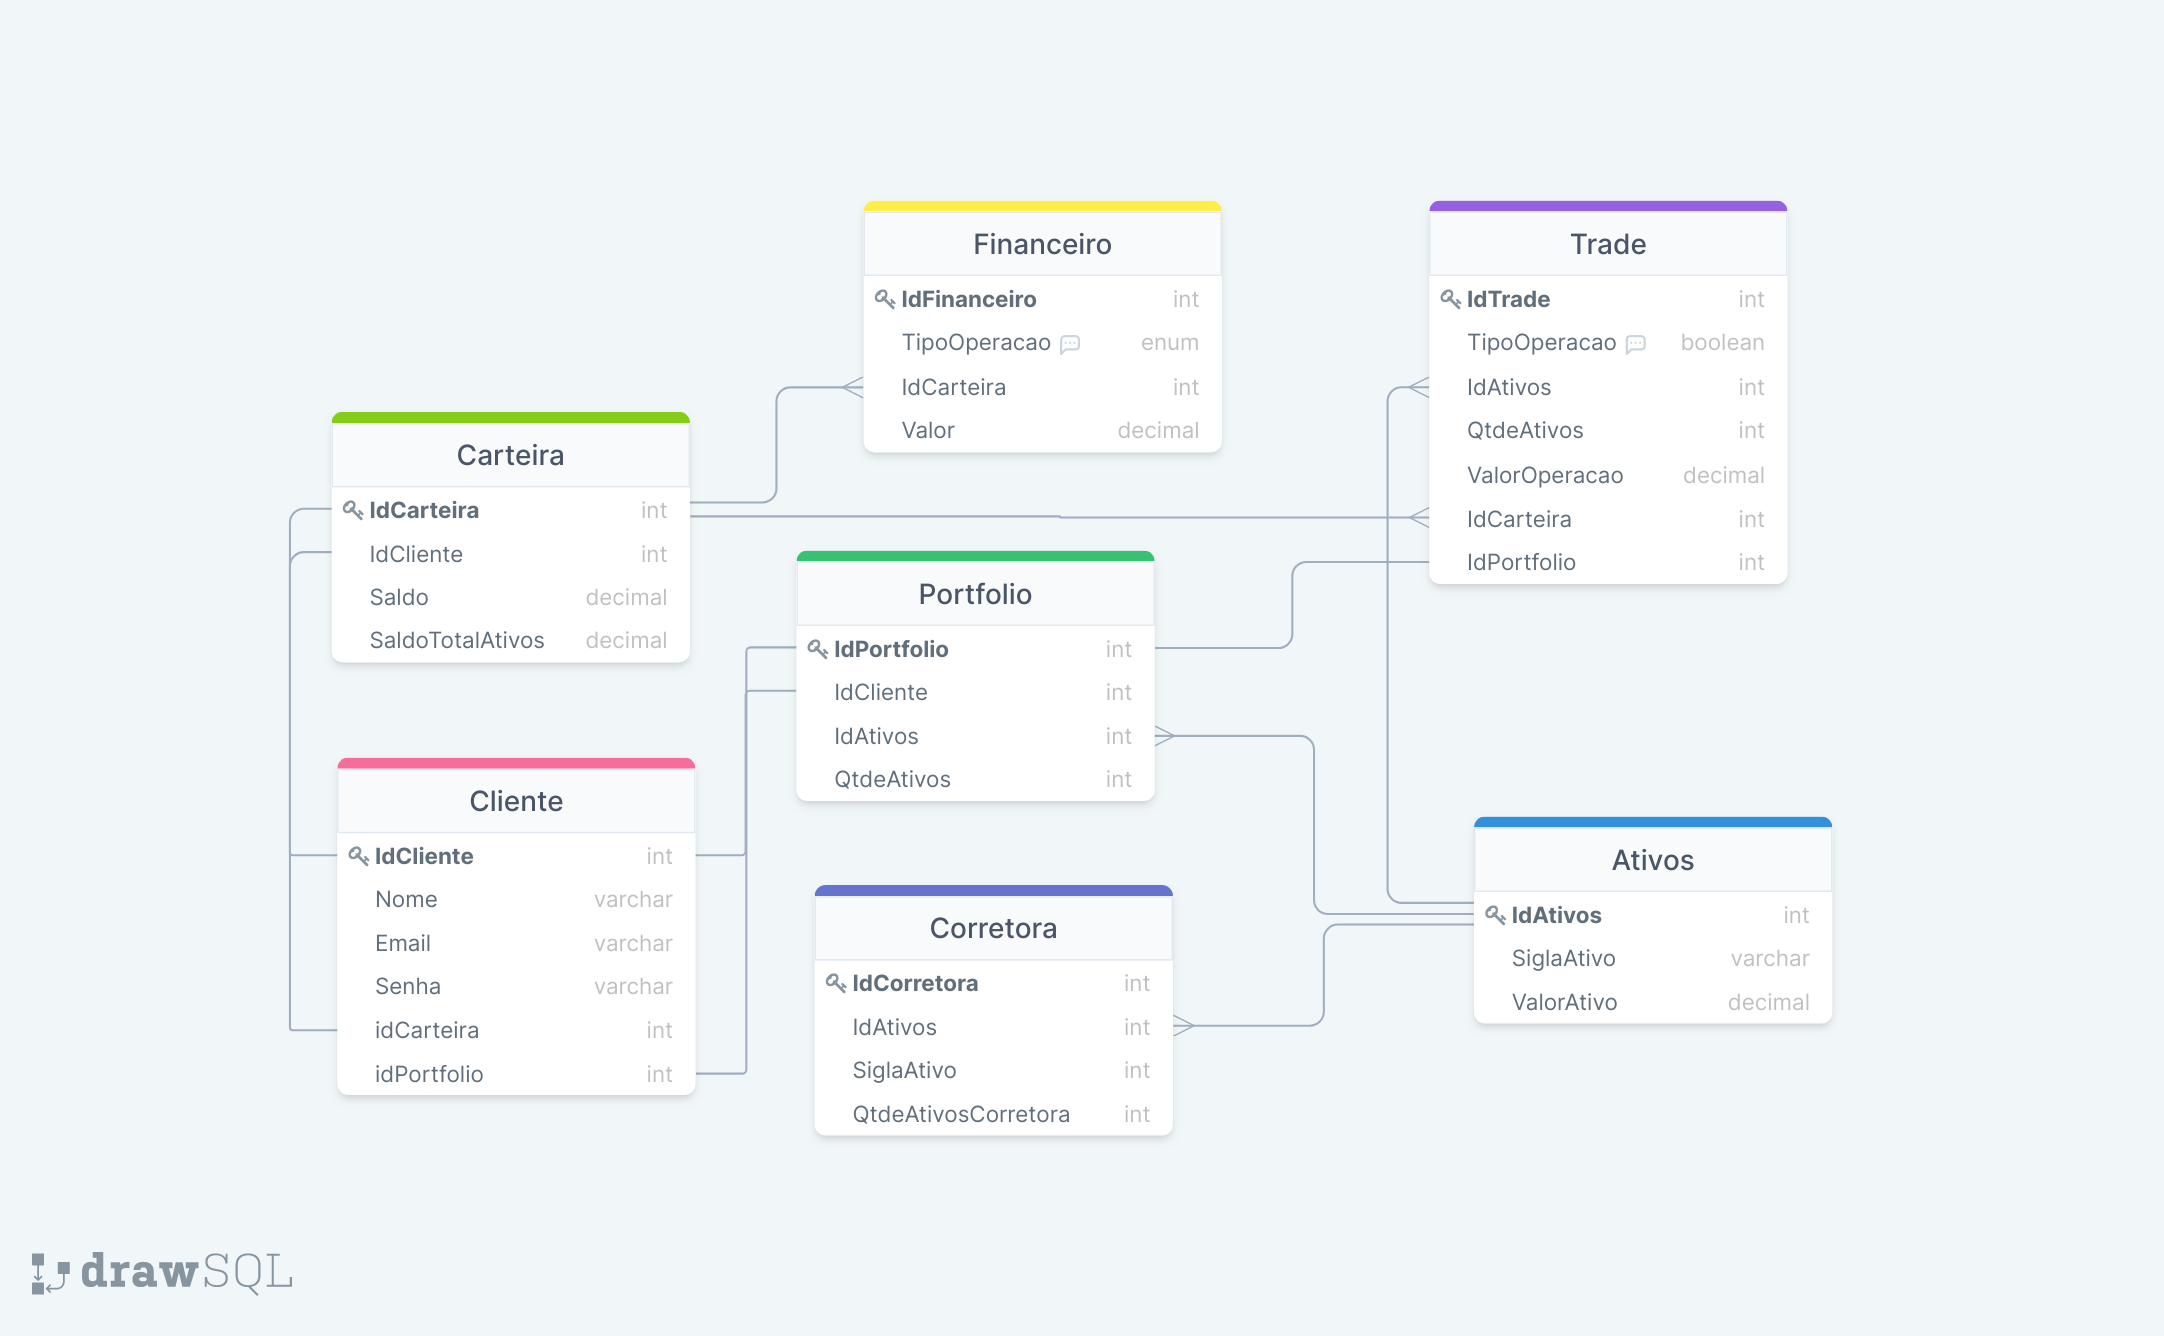 Financeiro
IdFinanceiro int
TipoOperacao enum
IdCarteira int
Valor decimal
Trade
IdTrade int
TipoOperacao boolean
IdAtivos int
QtdeAtivos int
ValorOperacao decimal
IdCarteira int
IdPortfolio int
Carteira
IdCarteira int
IdCliente int
Saldo decimal
SaldoTotalAtivos decimal
Portfolio
IdPortfolio int
IdCliente int
IdAtivos int
QtdeAtivos int
Cliente
IdCliente int
Nome varchar
Email varchar
Senha varchar
idCarteira int
idPortfolio int
Corretora
IdCorretora int
IdAtivos int
SiglaAtivo int
QtdeAtivosCorretora int
Ativos
IdAtivos int
SiglaAtivo varchar
ValorAtivo decimal
drawSQL